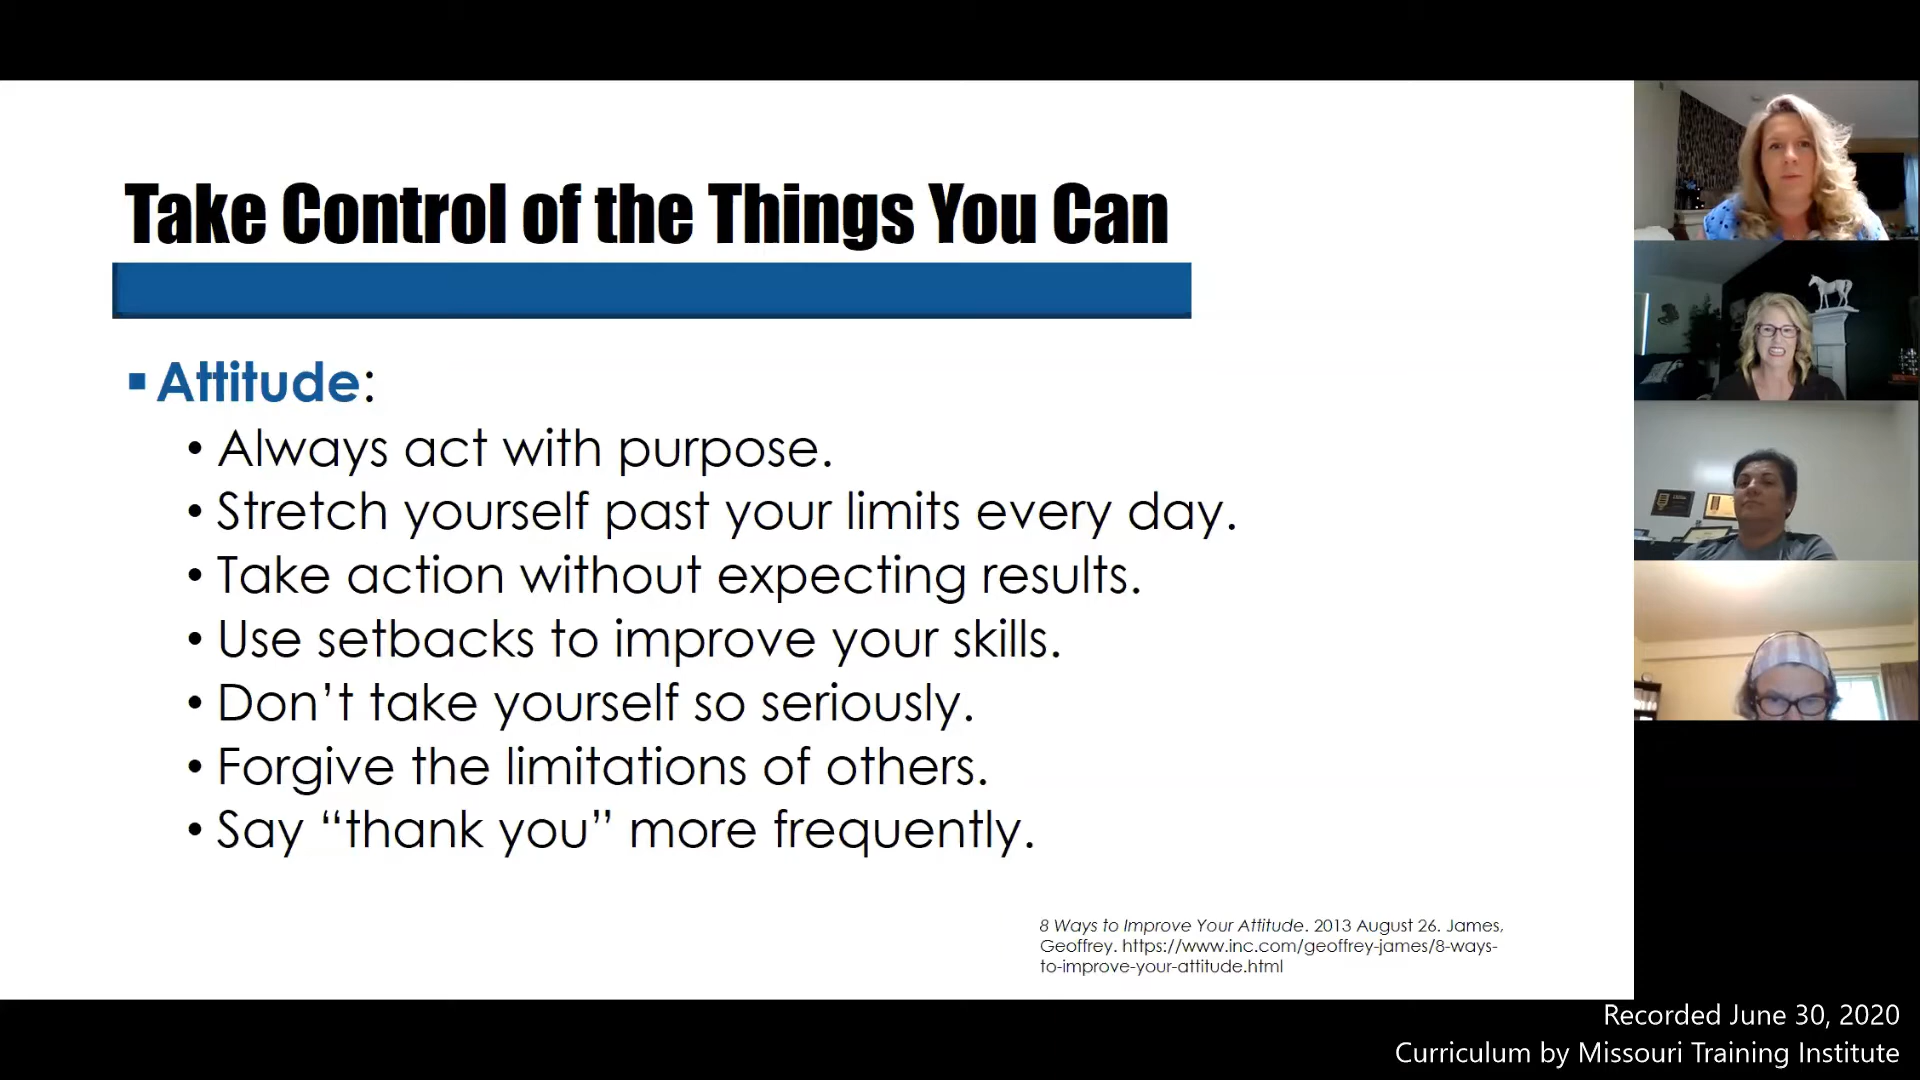 Take Control of the Things You Can
▪ Attitude:
• Always act with purpose.
• Stretch yourself past your limits every day.
• Take action without expecting results.
• Use setbacks to improve your skills.
• Don’t take yourself so seriously.
• Forgive the limitations of others.
• Say “thank you” more frequently.
8 Ways to Improve Your Attitude. 2013 August 26. James,
Geoffrey. https://www.inc.com/geoffrey-james/8-ways-
to-improve-your-attitude.html
Recorded June 30, 2020
Curriculum by Missouri Training Institute